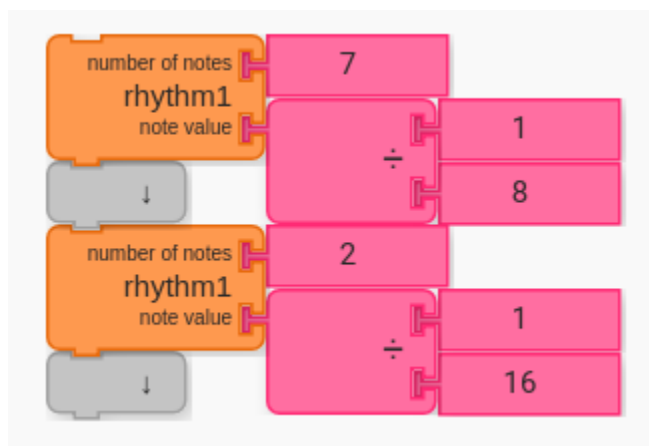 number of notes 7
rhythm1
note value ÷ 1
8
↓
number of notes 2
rhythm1
note value ÷ 1
16
↓